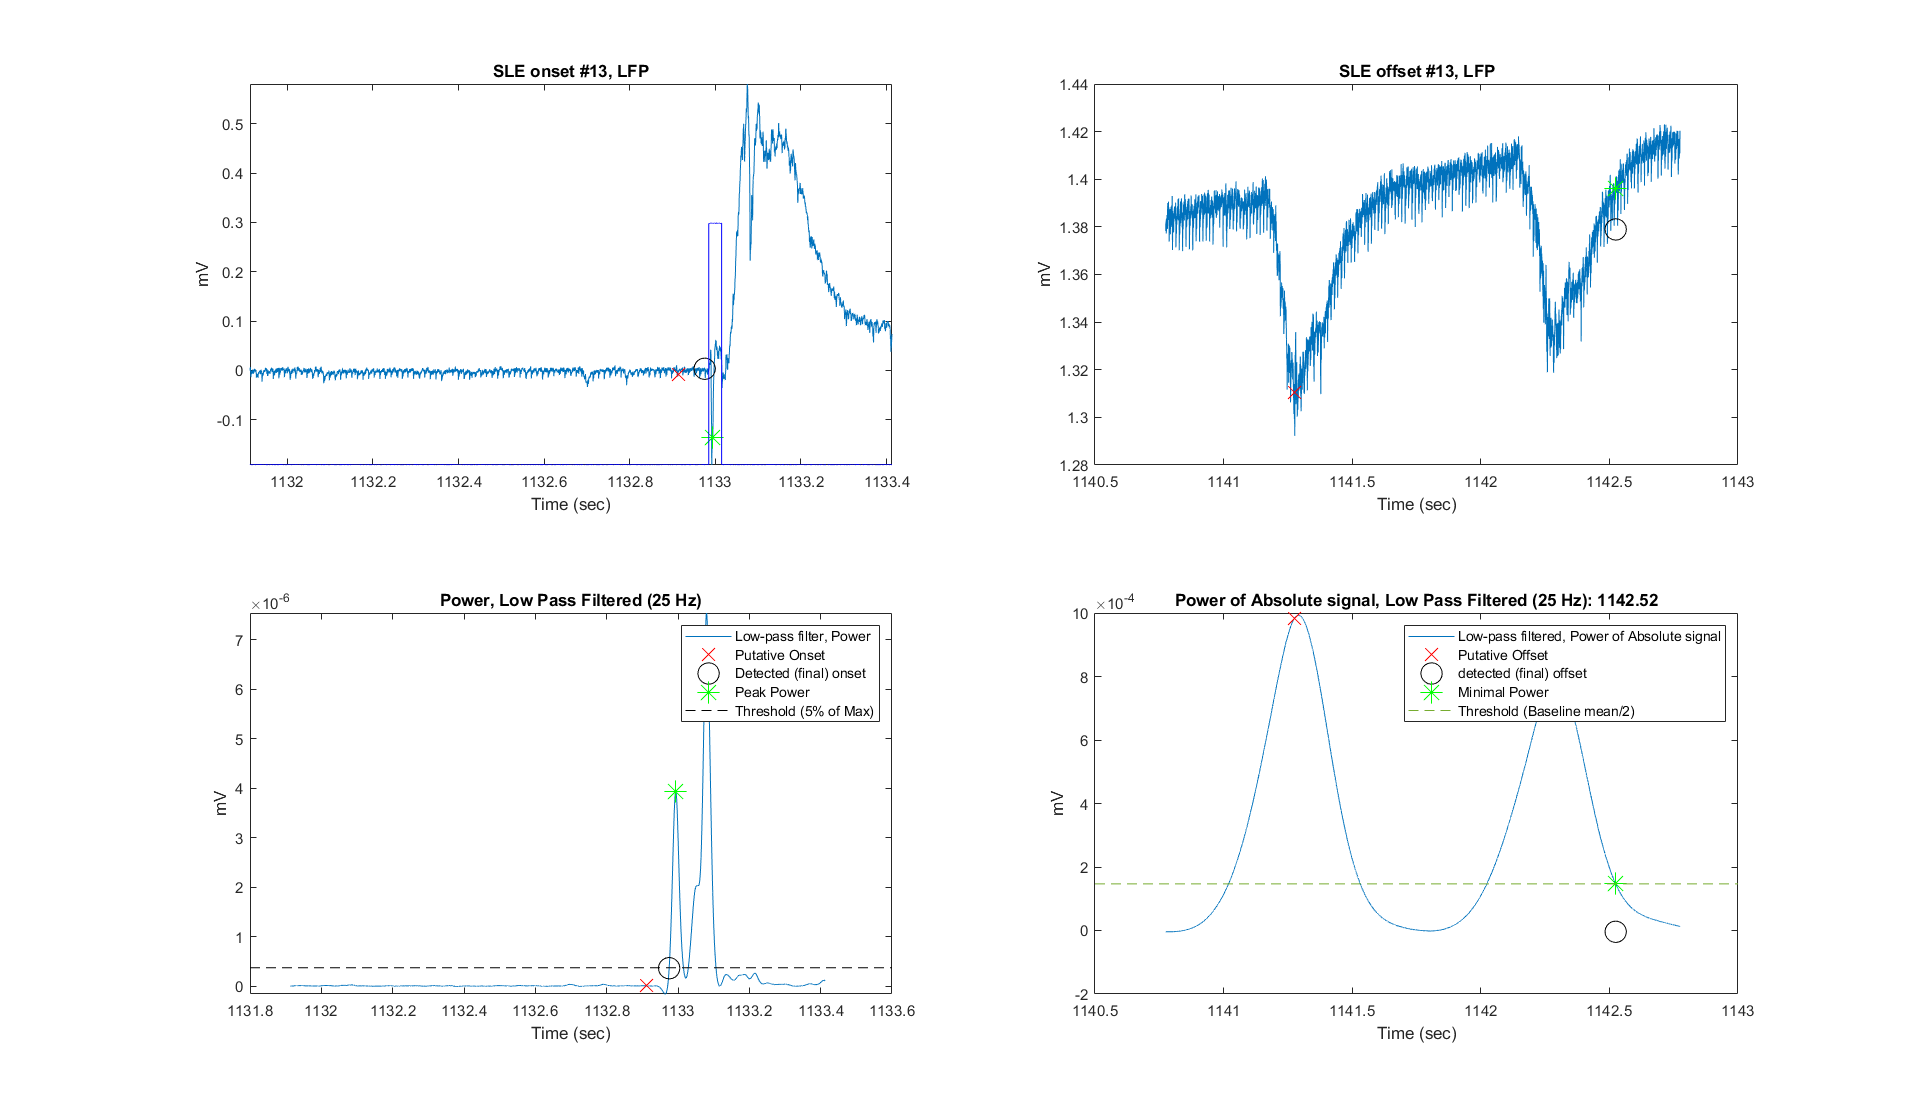 SLE onset #13, LFP
0.5
0.4
0.3
0.2
0.1
0
-0.1
mV
1132 1132.2 1132.4 1132.6 1132.8 1133 1133.2 1133.4
Time (sec)
SLE offset #13, LFP
1.44
1.42
1.4
1.38
1.36
1.34
1.32
1.3
1.28
mV
1140.5 1141 1141.5 1142 1142.5 1143
Time (sec)
Power, Low Pass Filtered (25 Hz)
×10-6
7
6
5
4
3
2
1
0
mV
Low-pass filter, Power
Putative Onset
Detected (final) onset
Peak Power
Threshold (5% of Max)
1131.8 1132 1132.2 1132.4 1132.6 1132.8 1133 1133.2 1133.4 1133.6
Time (sec)
Power of Absolute signal, Low Pass Filtered (25 Hz): 1142.52
×10-4
10
8
6
4
2
0
-2
mV
Low-pass filtered, Power of Absolute signal
Putative Offset
detected (final) offset
Minimal Power
Threshold (Baseline mean/2)
1140.5 1141 1141.5 1142 1142.5 1143
Time (sec)